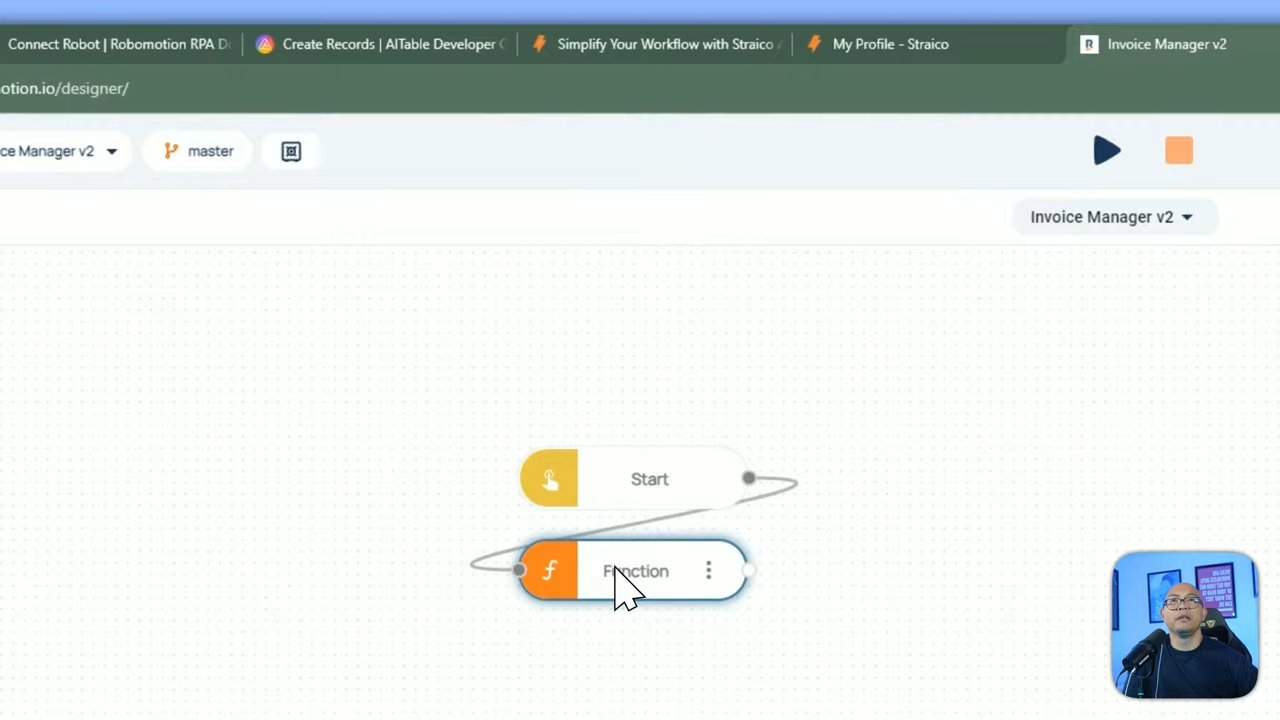 Connect Robot | Robomotion RPA D
Create Records | AITable Developer
Simplify Your Workflow with Straico
My Profile - Straico
Invoice Manager v2
otion.io/designer/
ce Manager v2
master
Invoice Manager v2
Start
Function